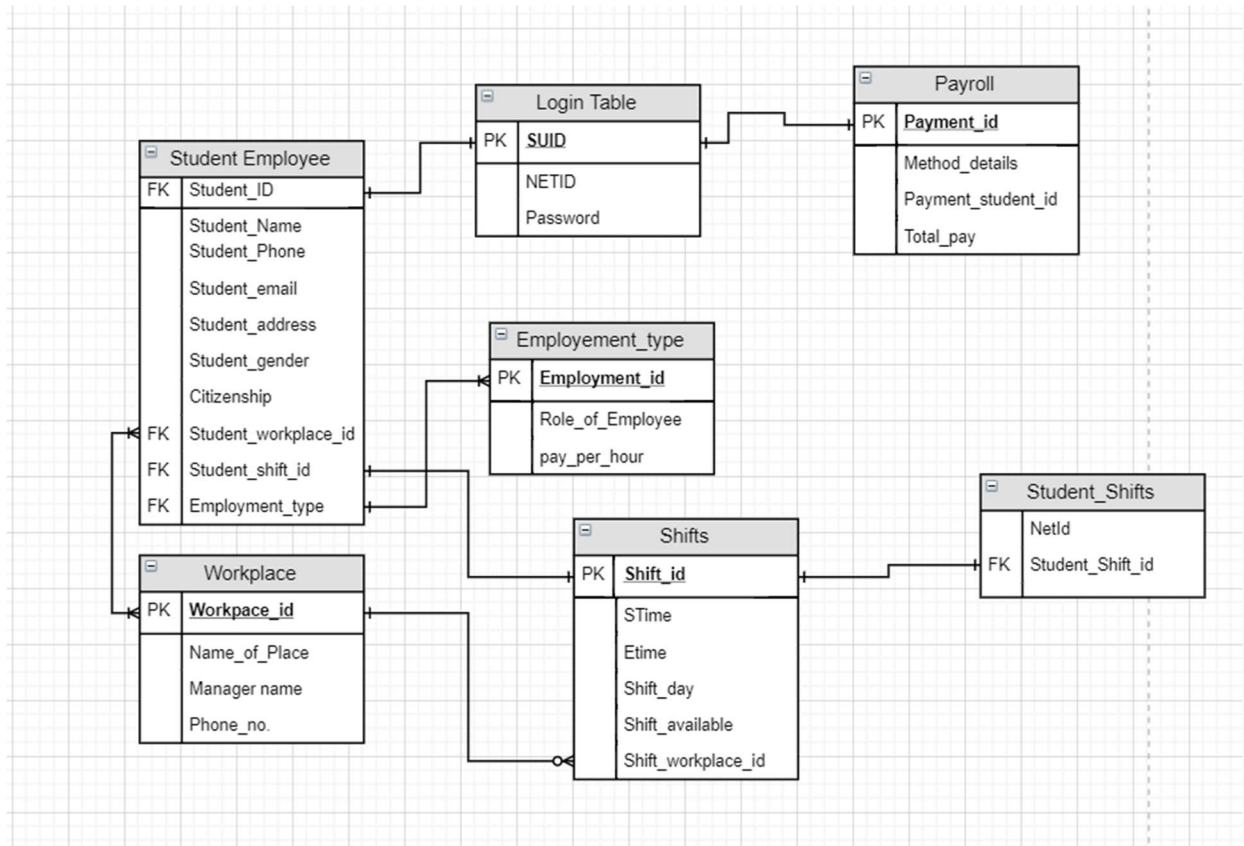 Student Employee
FK Student_ID
Student_Name
Student_Phone
Student_email
Student_address
Student_gender
Citizenship
FK Student_workplace_id
FK Student_shift_id
FK Employment_type
Login Table
PK SUID
NETID
Password
Payroll
PK Payment_id
Method_details
Payment_student_id
Total_pay
Employement_type
PK Employment_id
Role_of_Employee
pay_per_hour
Workplace
PK Workpace_id
Name_of_Place
Manager name
Phone_no.
Shifts
PK Shift_id
STime
Etime
Shift_day
Shift_available
Shift_workplace_id
Student_Shifts
NetId
FK Student_Shift_id